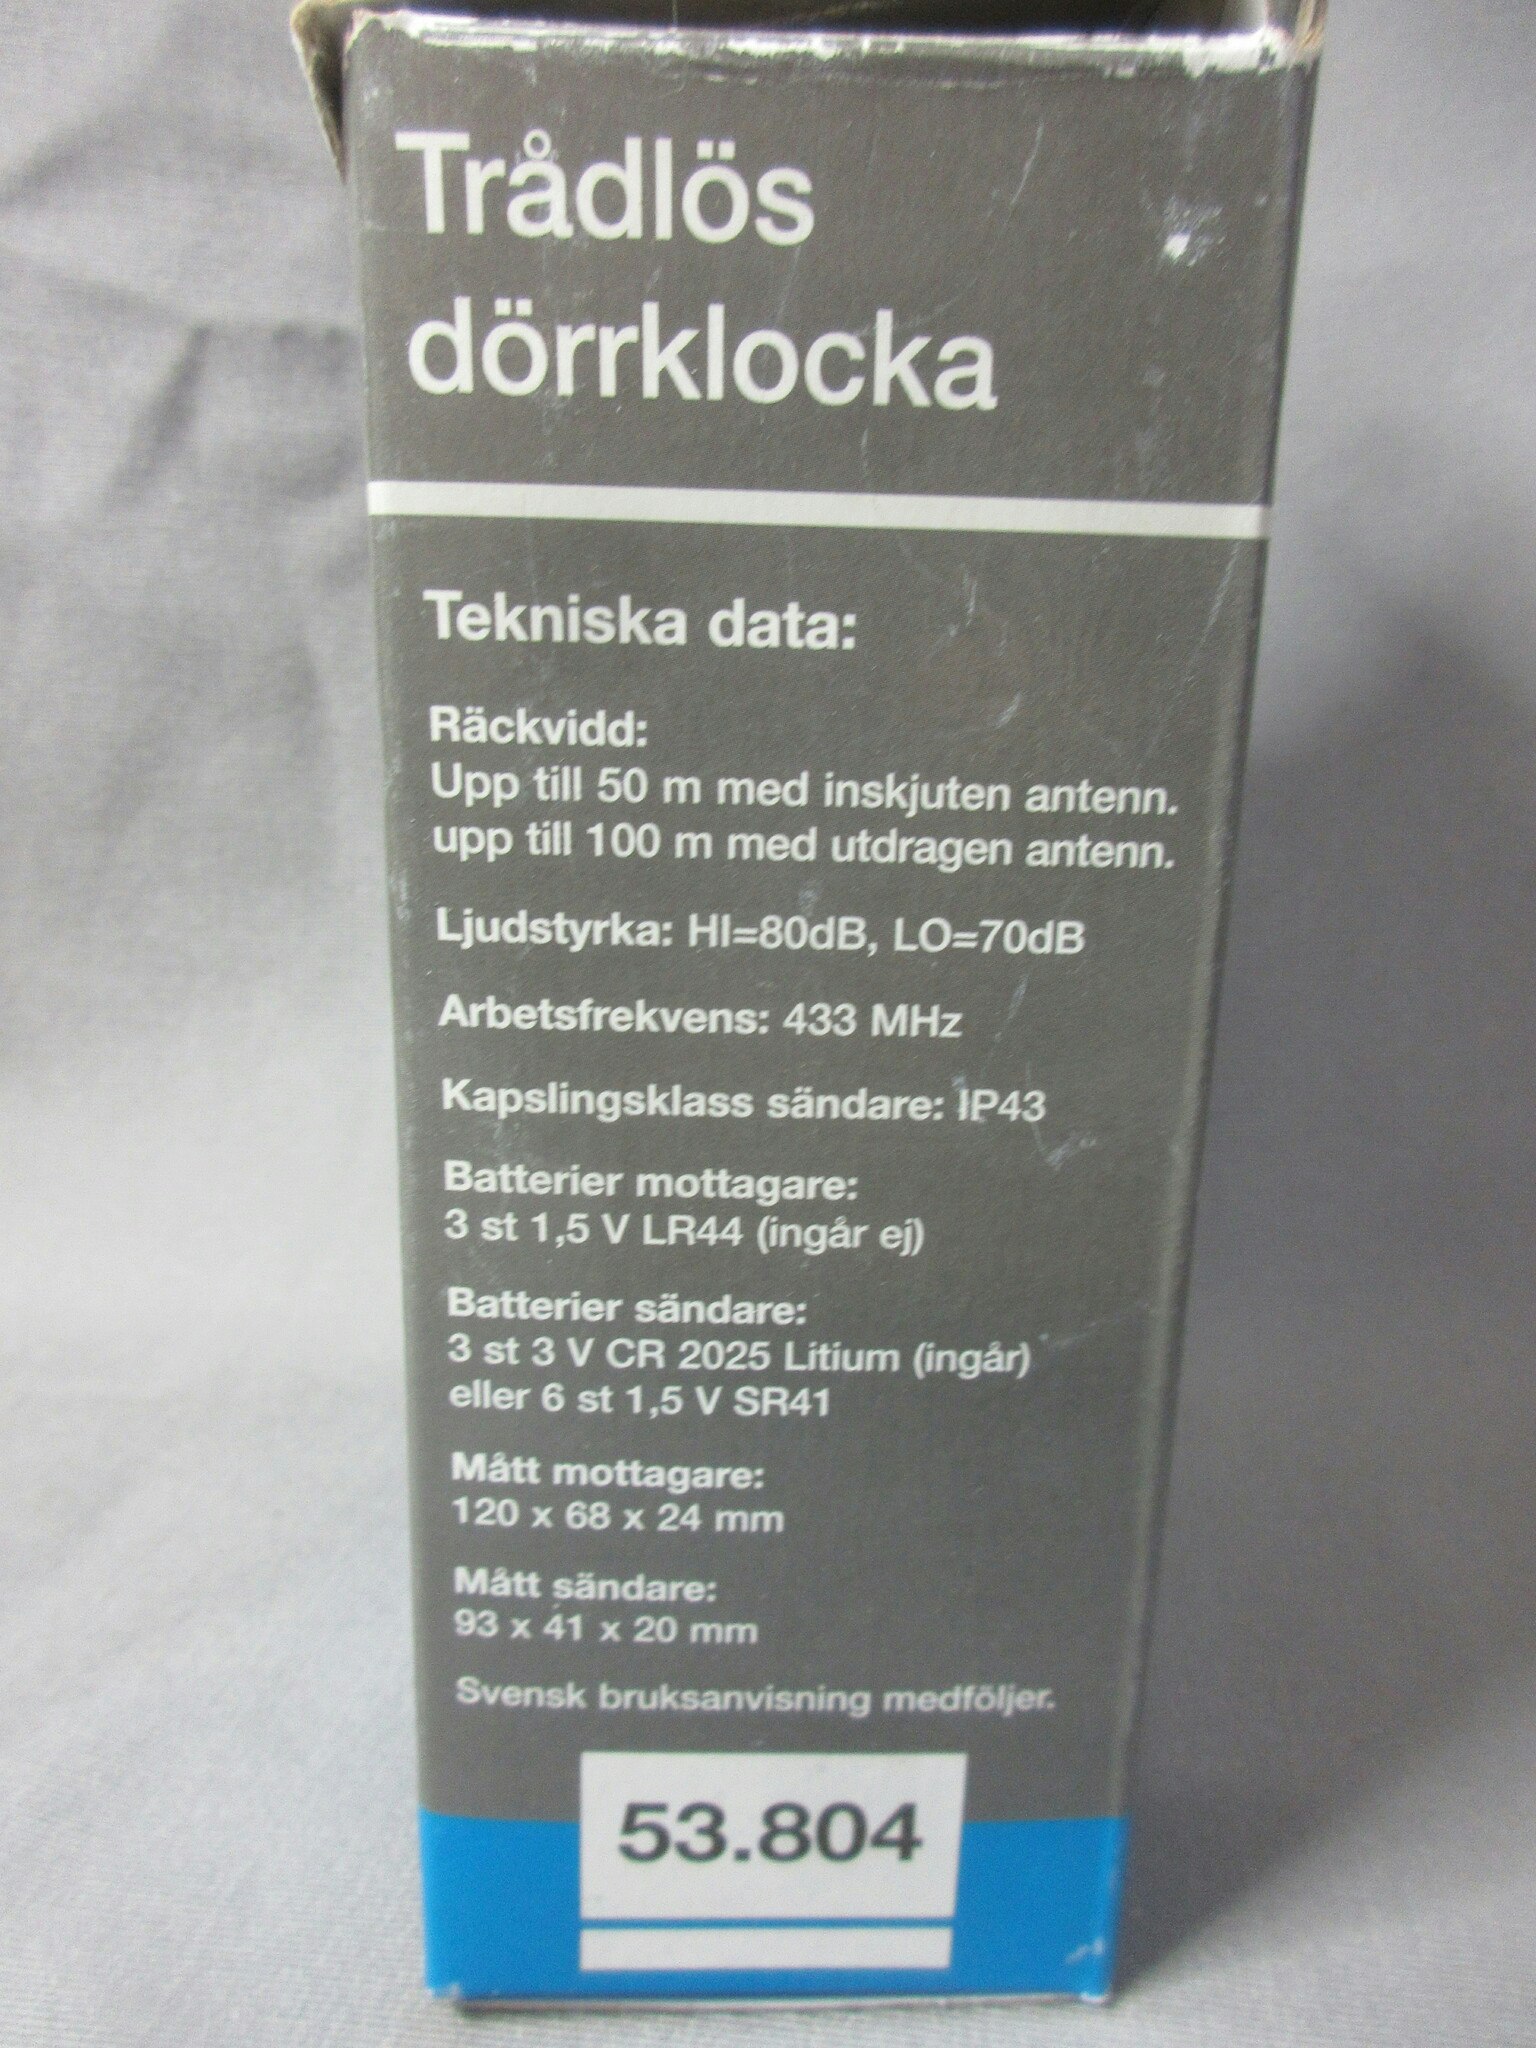 Trådlös
dörrklocka
Tekniska data:
Räckvidd:
Upp till 50 m med inskjuten antenn.
upp till 100 m med utdragen antenn.
Ljudstyrka: HI=80dB, LO=70dB
Arbetsfrekvens: 433 MHz
Kapslingsklass sändare: IP43
Batterier mottagare:
3 st 1,5 V LR44 (ingår ej)
Batterier sändare:
3 st 3 V CR 2025 Litium (ingår)
eller 6 st 1,5 V SR41
Mått mottagare:
120 x 68 x 24 mm
Mått sändare:
93 x 41 x 20 mm
Svensk bruksanvisning medföljer.
53.804